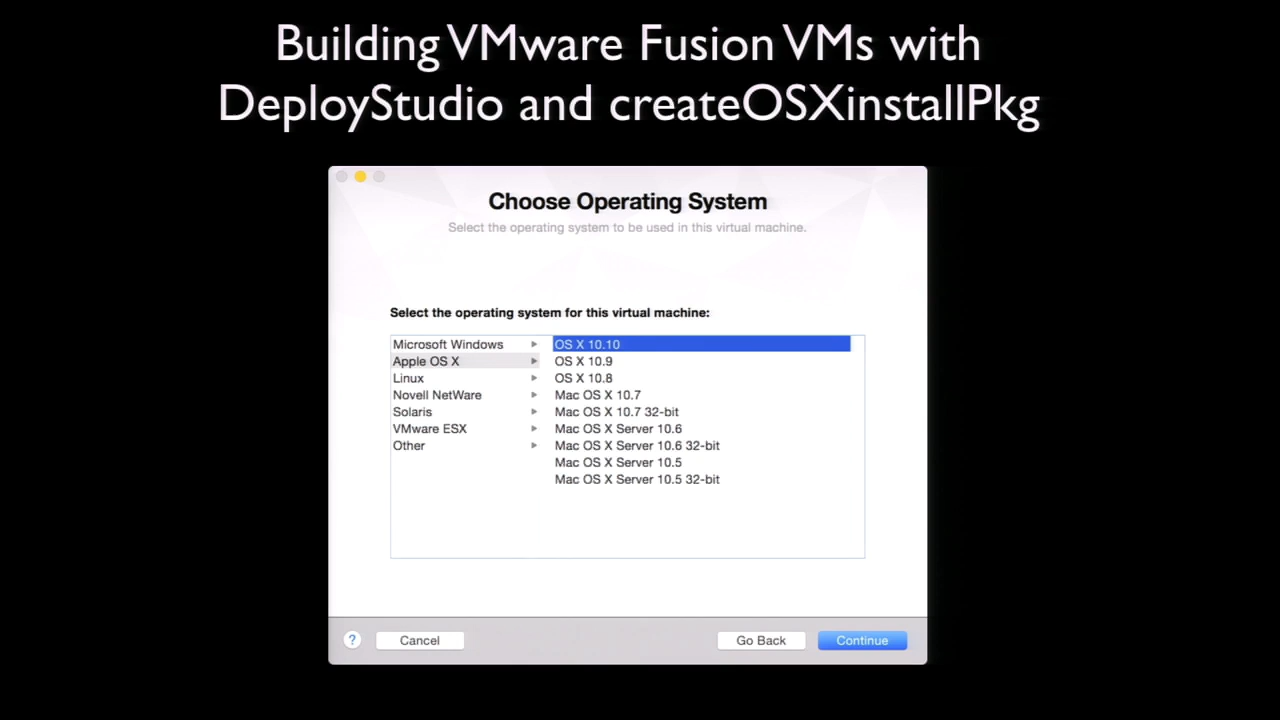 Building VMware Fusion VMs with
DeployStudio and createOSXinstallPkg
Choose Operating System
Select the operating system to be used in this virtual machine.
Select the operating system for this virtual machine:
Microsoft Windows
Apple OS X
Linux
Novell NetWare
Solaris
VMware ESX
Other
OS X 10.10
OS X 10.9
OS X 10.8
Mac OS X 10.7
Mac OS X 10.7 32-bit
Mac OS X Server 10.6
Mac OS X Server 10.6 32-bit
Mac OS X Server 10.5
Mac OS X Server 10.5 32-bit
? Cancel Go Back Continue